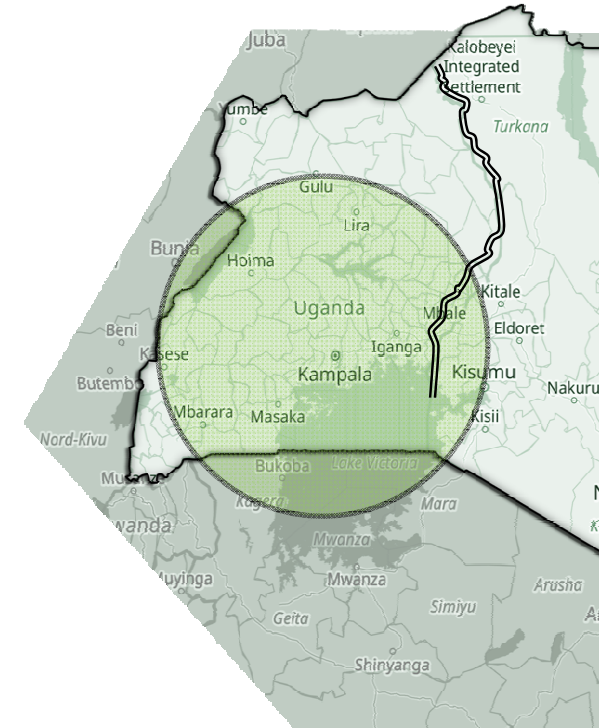 Juba
Kalobeyei
Integrated
Settlement
Yumbe
Turkana
Gulu
Lira
Bunia
Hoima
Kitale
Uganda
Mbale
Beni
Eldoret
Iganga
Kasese
Kampala
Kisumu
Butembo
Nakuru
Mbarara
Masaka
Kisii
Nord-Kivu
Bukoba
Lake Victoria
Kagera
Mara
Mwanza
Muyinga
Mwanza
Arusha
Simiyu
Geita
Shinyanga